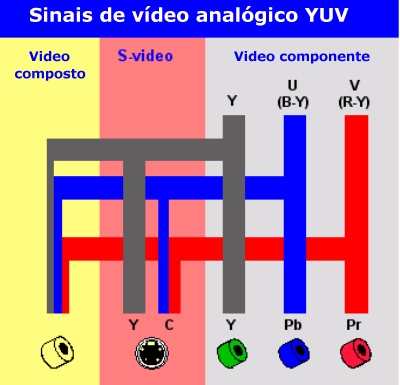 Sinais de vídeo analógico YUV
Video
composto
S-video
Video componente
Y
U
(B-Y)
V
(R-Y)
Y
C
Y
Pb
Pr